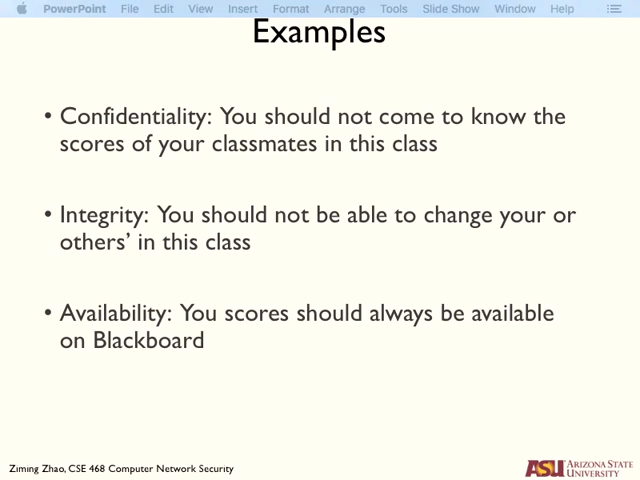 PowerPoint File Edit View Insert Format Arrange Tools Slide Show Window Help
Examples
• Confidentiality: You should not come to know the
scores of your classmates in this class
• Integrity: You should not be able to change your or
others’ in this class
• Availability: You scores should always be available
on Blackboard
Ziming Zhao, CSE 468 Computer Network Security
ASU ARIZONA STATE
UNIVERSITY